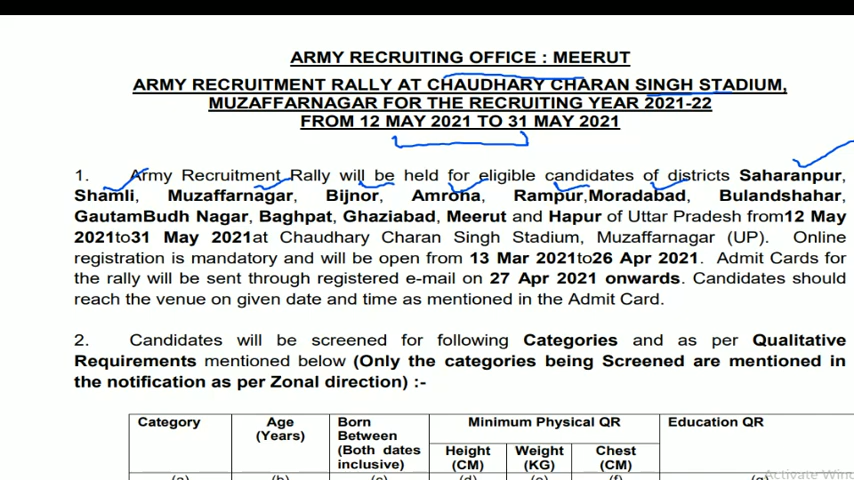 ARMY RECRUITING OFFICE : MEERUT
ARMY RECRUITMENT RALLY AT CHAUDHARY CHARAN SINGH STADIUM,
MUZAFFARNAGAR FOR THE RECRUITING YEAR 2021-22
FROM 12 MAY 2021 TO 31 MAY 2021
1. Army Recruitment Rally will be held for eligible candidates of districts Saharanpur,
Shamli, Muzaffarnagar, Bijnor, Amroha, Rampur,Moradabad, Bulandshahar,
GautamBudh Nagar, Baghpat, Ghaziabad, Meerut and Hapur of Uttar Pradesh from12 May
2021to31 May 2021at Chaudhary Charan Singh Stadium, Muzaffarnagar (UP). Online
registration is mandatory and will be open from 13 Mar 2021to26 Apr 2021. Admit Cards for
the rally will be sent through registered e-mail on 27 Apr 2021 onwards. Candidates should
reach the venue on given date and time as mentioned in the Admit Card.
2. Candidates will be screened for following Categories and as per Qualitative
Requirements mentioned below (Only the categories being Screened are mentioned in
the notification as per Zonal direction) :-
Category Age (Years) Born Between (Both dates inclusive) Minimum Physical QR Education QR
Height (CM) Weight (KG) Chest (CM)
(a) (b) (c) (d) (e) (f) (g)
Activate Wind